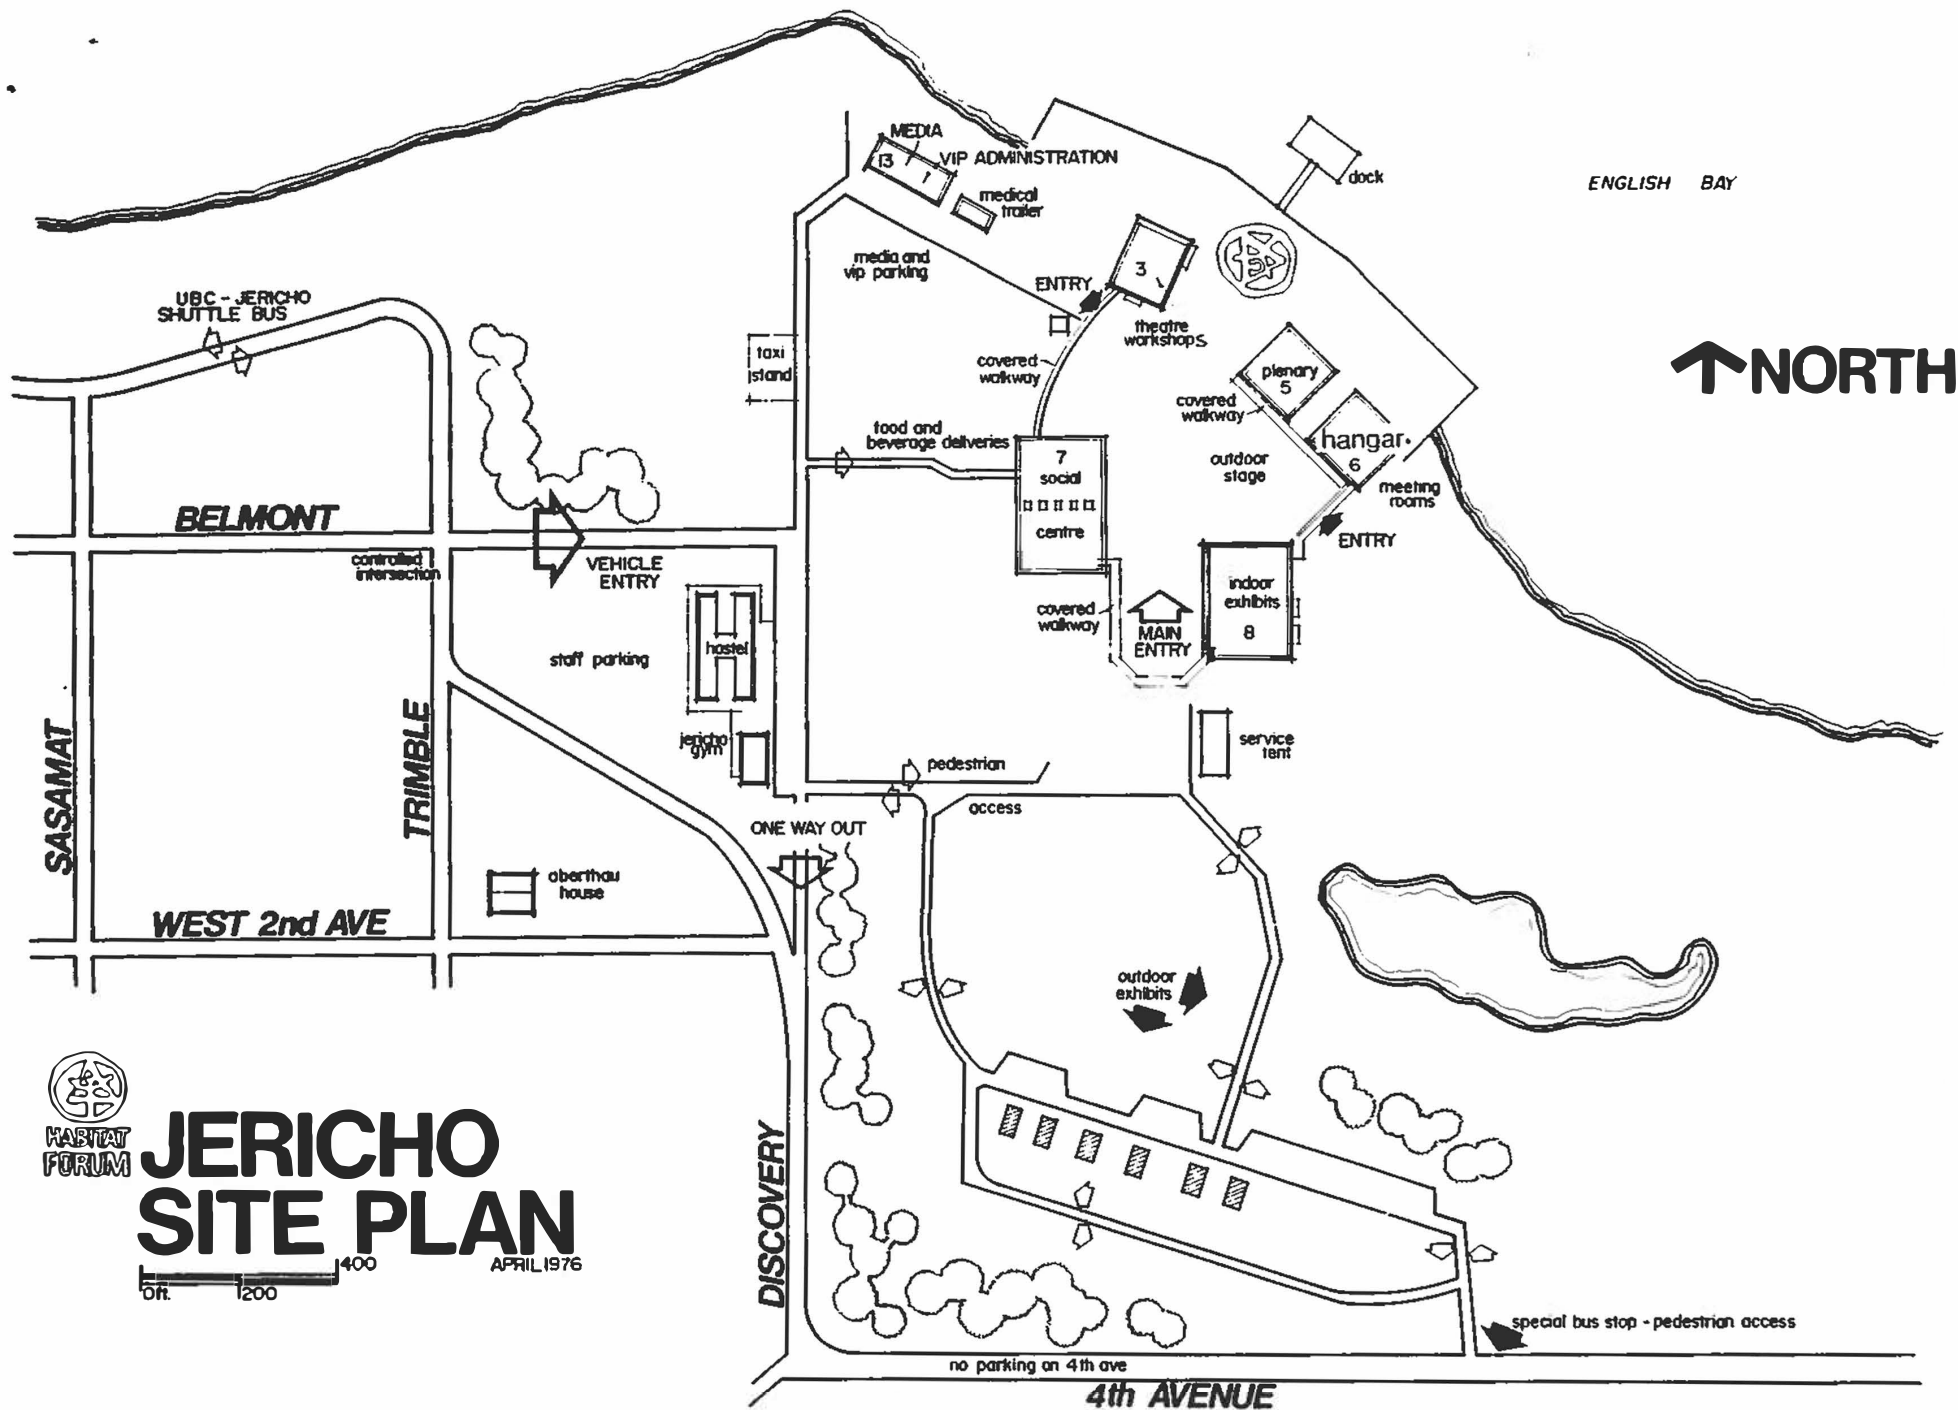 MEDIA
13
1
VIP ADMINISTRATION
medical
trailer
dock
ENGLISH BAY
media and
vip parking
ENTRY
3
theatre
workshops
UBC - JERICHO
SHUTTLE BUS
taxi
stand
covered
walkway
plenary
5
covered
walkway
hangar
6
NORTH
food and
beverage deliveries
7
social
centre
outdoor
stage
meeting
rooms
ENTRY
BELMONT
controlled
intersection
VEHICLE
ENTRY
indoor
exhibits
8
covered
walkway
MAIN
ENTRY
staff parking
hostel
jericho
gym
SASAMAT
TRIMBLE
service
tent
pedestrian
access
ONE WAY OUT
aberthau
house
WEST 2nd AVE
outdoor
exhibits
HABITAT
FORUM
JERICHO
SITE PLAN
0ft.
200
400
APRIL 1976
DISCOVERY
special bus stop - pedestrian access
no parking on 4th ave
4th AVENUE